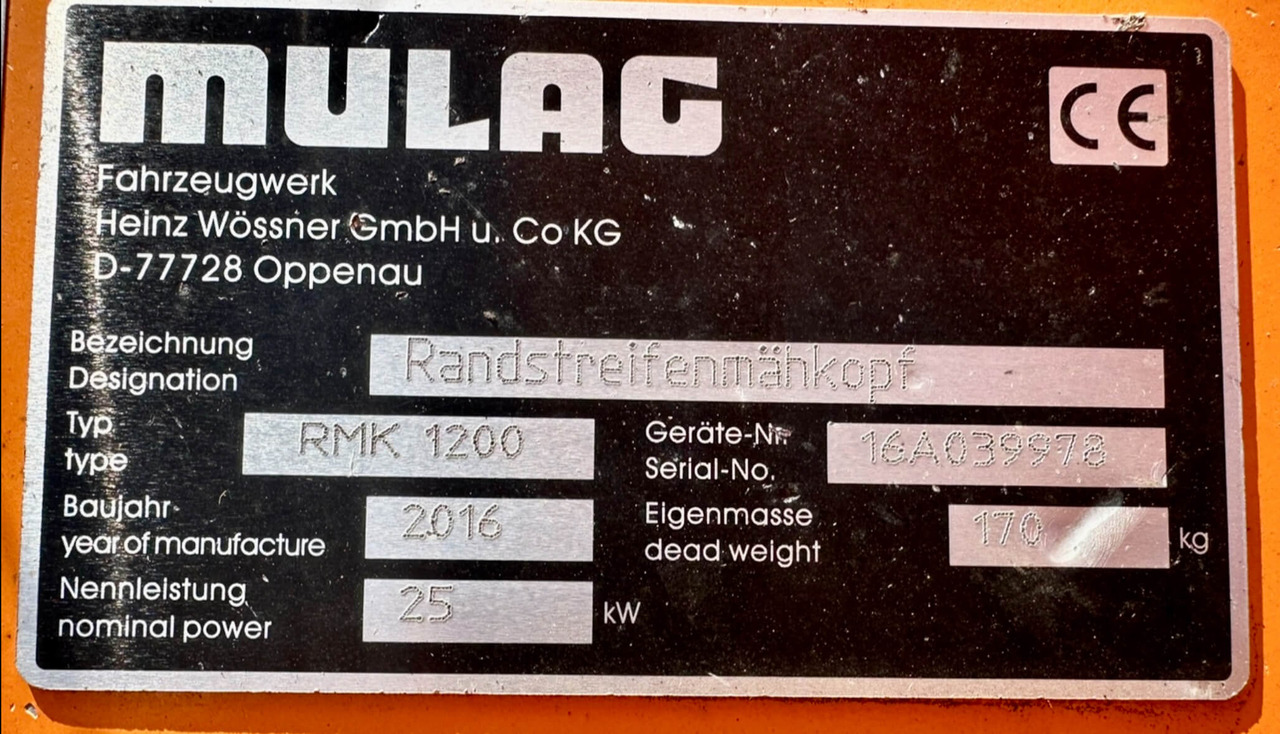 MULAG
CE
Fahrzeugwerk
Heinz Wössner GmbH u. Co KG
D-77728 Oppenau
Bezeichnung
Designation
Randstreifenmähkopf
Typ
type
RMK 1200
Geräte-Nr.
Serial-No.
16A039978
Baujahr
year of manufacture
2016
Eigenmasse
dead weight
170 kg
Nennleistung
nominal power
25 kW